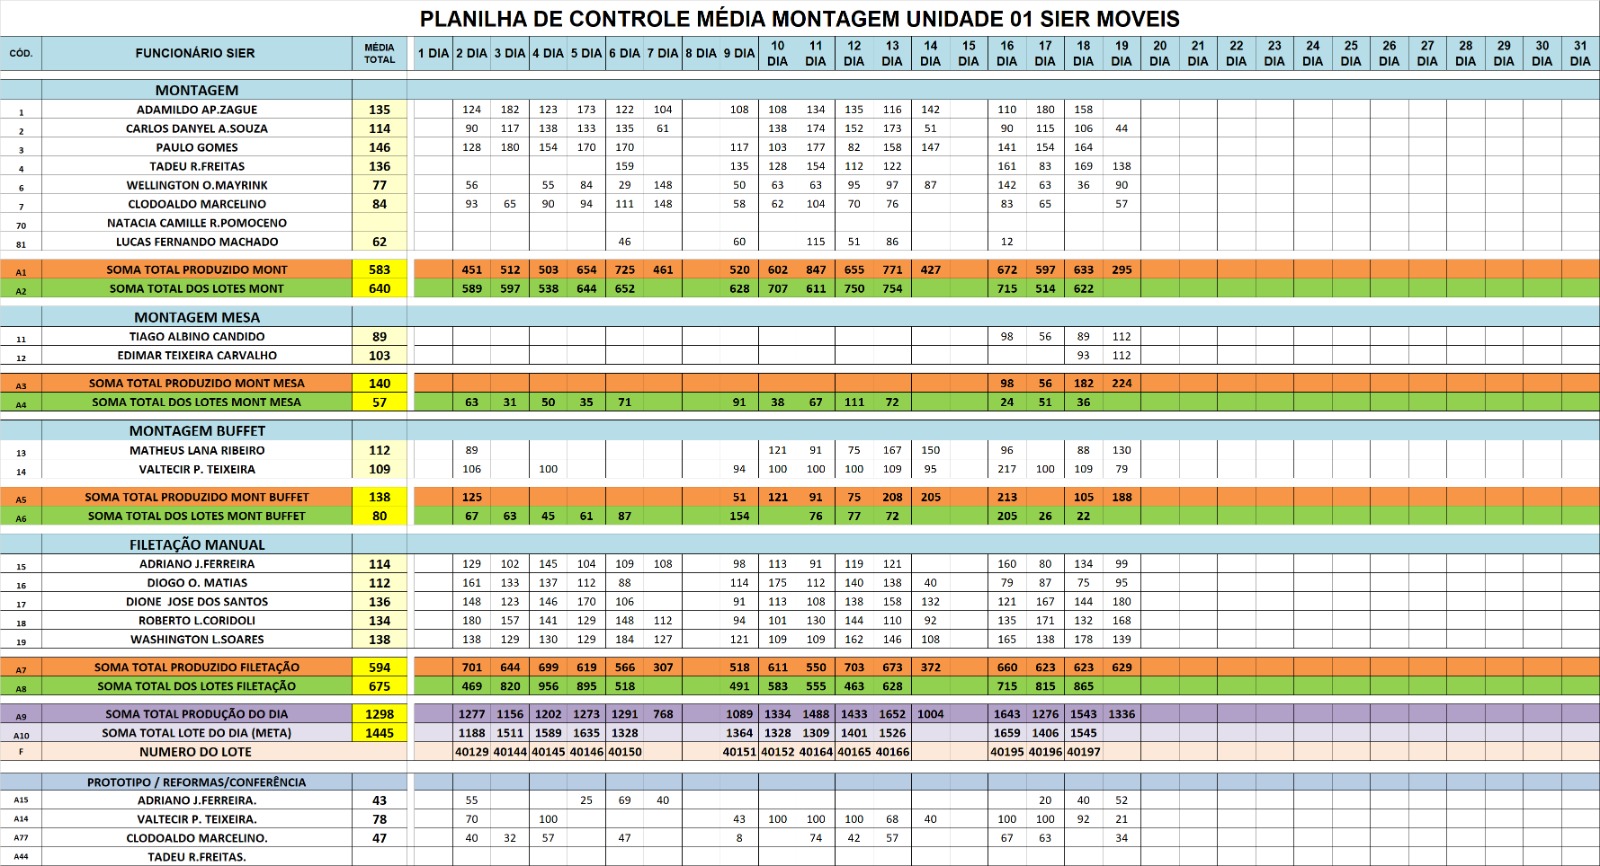 PLANILHA DE CONTROLE MÉDIA MONTAGEM UNIDADE 01 SIER MOVEIS
CÓD. FUNCIONÁRIO SIER MÉDIA TOTAL 1 DIA 2 DIA 3 DIA 4 DIA 5 DIA 6 DIA 7 DIA 8 DIA 9 DIA 10 DIA 11 DIA 12 DIA 13 DIA 14 DIA 15 DIA 16 DIA 17 DIA 18 DIA 19 DIA 20 DIA 21 DIA 22 DIA 23 DIA 24 DIA 25 DIA 26 DIA 27 DIA 28 DIA 29 DIA 30 DIA 31 DIA
MONTAGEM
1 ADAMILDO AP.ZAGUE 135 124 182 123 173 122 104 108 108 134 135 116 142 110 180 158
2 CARLOS DANYEL A.SOUZA 114 90 117 138 133 135 61 138 174 152 173 51 90 115 106 44
3 PAULO GOMES 146 128 180 154 170 170 117 103 177 82 158 147 141 154 164
4 TADEU R.FREITAS 136 159 135 128 154 112 122 161 83 169 138
6 WELLINGTON O.MAYRINK 77 56 55 84 29 148 50 63 63 95 97 87 142 63 36 90
7 CLODOALDO MARCELINO 84 93 65 90 94 111 148 58 62 104 70 76 83 65 57
70 NATACIA CAMILLE R.POMOCENO
81 LUCAS FERNANDO MACHADO 62 46 60 115 51 86 12
A1 SOMA TOTAL PRODUZIDO MONT 583 451 512 503 654 725 461 520 602 847 655 771 427 672 597 633 295
A2 SOMA TOTAL DOS LOTES MONT 640 589 597 538 644 652 628 707 611 750 754 715 514 622
MONTAGEM MESA
11 TIAGO ALBINO CANDIDO 89 98 56 89 112
12 EDIMAR TEIXEIRA CARVALHO 103 93 112
A3 SOMA TOTAL PRODUZIDO MONT MESA 140 98 56 182 224
A4 SOMA TOTAL DOS LOTES MONT MESA 57 63 31 50 35 71 91 38 67 111 72 24 51 36
MONTAGEM BUFFET
13 MATHEUS LANA RIBEIRO 112 89 121 91 75 167 150 96 88 130
14 VALTECIR P. TEIXEIRA 109 106 100 94 100 100 100 109 95 217 100 109 79
A5 SOMA TOTAL PRODUZIDO MONT BUFFET 138 125 51 121 91 75 208 205 213 105 188
A6 SOMA TOTAL DOS LOTES MONT BUFFET 80 67 63 45 61 87 154 76 77 72 205 26 22
FILETAÇÃO MANUAL
15 ADRIANO J.FERREIRA 114 129 102 145 104 109 108 98 113 91 119 121 160 80 134 99
16 DIOGO O. MATIAS 112 161 133 137 112 88 114 175 112 140 138 40 79 87 75 95
17 DIONE JOSE DOS SANTOS 136 148 123 146 170 106 91 113 108 138 158 132 121 167 144 180
18 ROBERTO L.CORIDOLI 134 180 157 141 129 148 112 94 101 130 144 110 92 135 171 132 168
19 WASHINGTON L.SOARES 138 138 129 130 129 184 127 121 109 109 162 146 108 165 138 178 139
A7 SOMA TOTAL PRODUZIDO FILETAÇÃO 594 701 644 699 619 566 307 518 611 550 703 673 372 660 623 623 629
A8 SOMA TOTAL DOS LOTES FILETAÇÃO 675 469 820 956 895 518 491 583 555 463 628 715 815 865
A9 SOMA TOTAL PRODUÇÃO DO DIA 1298 1277 1156 1202 1273 1291 768 1089 1334 1488 1433 1652 1004 1643 1276 1543 1336
A10 SOMA TOTAL LOTE DO DIA (META) 1445 1188 1511 1589 1635 1328 1364 1328 1309 1401 1526 1659 1406 1545
F NUMERO DO LOTE 40129 40144 40145 40146 40150 40151 40152 40164 40165 40166 40195 40196 40197
PROTOTIPO / REFORMAS/CONFERÊNCIA
A15 ADRIANO J.FERREIRA. 43 55 25 69 40 20 40 52
A14 VALTECIR P. TEIXEIRA. 78 70 100 43 100 100 100 68 40 100 100 92 21
A77 CLODOALDO MARCELINO. 47 40 32 57 47 8 74 42 57 67 63 34
A44 TADEU R.FREITAS.